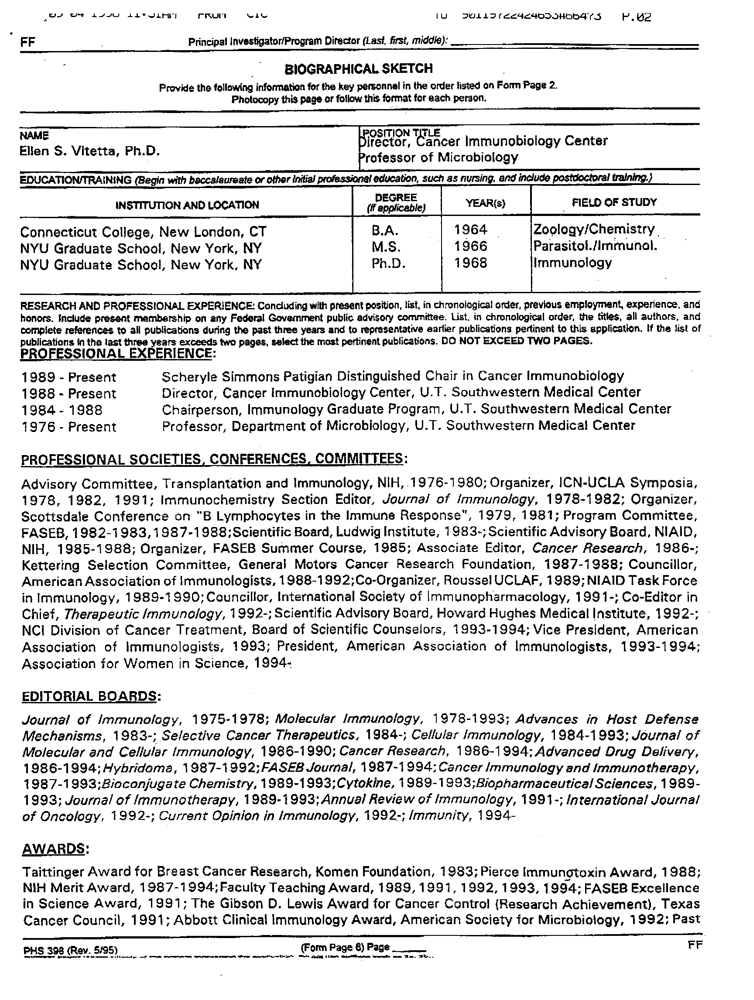 FROM CIC TO P.02
FF Principal Investigator/Program Director (Last, first, middle):
BIOGRAPHICAL SKETCH
Provide the following information for the key personnel in the order listed on Form Page 2.
Photocopy this page or follow this format for each person.
NAME POSITION TITLE
Ellen S. Vitetta, Ph.D. Director, Cancer Immunobiology Center
Professor of Microbiology
EDUCATION/TRAINING (Begin with baccalaureate or other initial professional education, such as nursing, and include postdoctoral training.)
INSTITUTION AND LOCATION DEGREE (if applicable) YEAR(s) FIELD OF STUDY
Connecticut College, New London, CT B.A. 1964 Zoology/Chemistry
NYU Graduate School, New York, NY M.S. 1966 Parasitol./Immunol.
NYU Graduate School, New York, NY Ph.D. 1968 Immunology
RESEARCH AND PROFESSIONAL EXPERIENCE: Concluding with present position, list, in chronological order, previous employment, experience, and
honors. Include present membership on any Federal Government public advisory committee. List, in chronological order, the titles, all authors, and
complete references to all publications during the past three years and to representative earlier publications pertinent to this application. If the list of
publications in the last three years exceeds two pages, select the most pertinent publications. DO NOT EXCEED TWO PAGES.
PROFESSIONAL EXPERIENCE:
1989 - Present Scheryle Simmons Patigian Distinguished Chair in Cancer Immunobiology
1988 - Present Director, Cancer Immunobiology Center, U.T. Southwestern Medical Center
1984 - 1988 Chairperson, Immunology Graduate Program, U.T. Southwestern Medical Center
1976 - Present Professor, Department of Microbiology, U.T. Southwestern Medical Center
PROFESSIONAL SOCIETIES, CONFERENCES, COMMITTEES:
Advisory Committee, Transplantation and Immunology, NIH, 1976-1980; Organizer, ICN-UCLA Symposia,
1978, 1982, 1991; Immunochemistry Section Editor, Journal of Immunology, 1978-1982; Organizer,
Scottsdale Conference on "B Lymphocytes in the Immune Response", 1979, 1981; Program Committee,
FASEB, 1982-1983,1987-1988;Scientific Board, Ludwig Institute, 1983-;Scientific Advisory Board, NIAID,
NIH, 1985-1988; Organizer, FASEB Summer Course, 1985; Associate Editor, Cancer Research, 1986-;
Kettering Selection Committee, General Motors Cancer Research Foundation, 1987-1988; Councillor,
American Association of Immunologists, 1988-1992;Co-Organizer, Roussel UCLAF, 1989;NIAID Task Force
in Immunology, 1989-1990;Councillor, International Society of Immunopharmacology, 1991-; Co-Editor in
Chief, Therapeutic Immunology, 1992-;Scientific Advisory Board, Howard Hughes Medical Institute, 1992-;
NCI Division of Cancer Treatment, Board of Scientific Counselors, 1993-1994; Vice President, American
Association of Immunologists, 1993; President, American Association of Immunologists, 1993-1994;
Association for Women in Science, 1994-
EDITORIAL BOARDS:
Journal of Immunology, 1975-1978; Molecular Immunology, 1978-1993; Advances in Host Defense
Mechanisms, 1983-; Selective Cancer Therapeutics, 1984-; Cellular Immunology, 1984-1993; Journal of
Molecular and Cellular Immunology, 1986-1990; Cancer Research, 1986-1994;Advanced Drug Delivery,
1986-1994;Hybridoma, 1987-1992;FASEB Journal, 1987-1994;Cancer Immunology and Immunotherapy,
1987-1993;Bioconjugate Chemistry, 1989-1993;Cytokine, 1989-1993;Biopharmaceutical Sciences, 1989-
1993; Journal of Immunotherapy, 1989-1993;Annual Review of Immunology, 1991-; International Journal
of Oncology, 1992-; Current Opinion in Immunology, 1992-; Immunity, 1994-
AWARDS:
Taittinger Award for Breast Cancer Research, Komen Foundation, 1983; Pierce Immunotoxin Award, 1988;
NIH Merit Award, 1987-1994;Faculty Teaching Award, 1989, 1991, 1992, 1993, 1994; FASEB Excellence
in Science Award, 1991; The Gibson D. Lewis Award for Cancer Control (Research Achievement), Texas
Cancer Council, 1991; Abbott Clinical Immunology Award, American Society for Microbiology, 1992; Past
PHS 398 (Rev. 5/95) (Form Page 6) Page FF